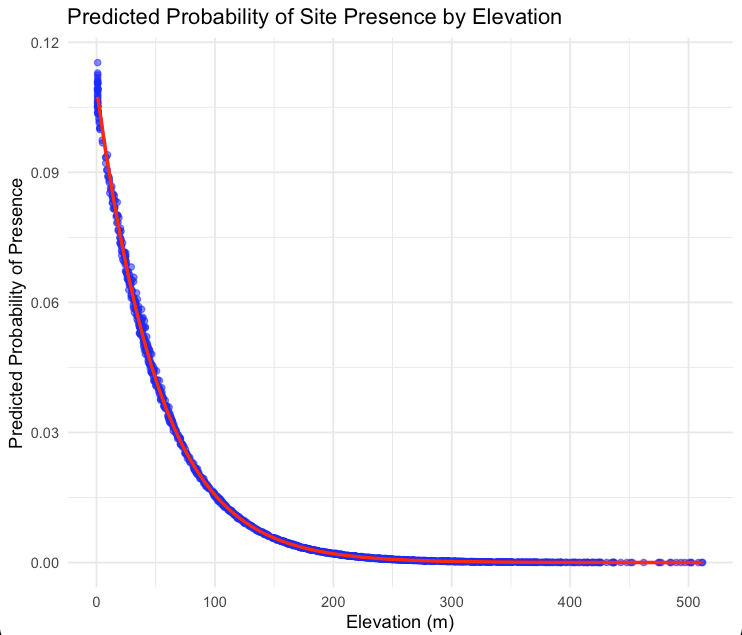 Predicted Probability of Site Presence by Elevation
0.12
0.09
0.06
0.03
0.00
Predicted Probability of Presence
0 100 200 300 400 500
Elevation (m)